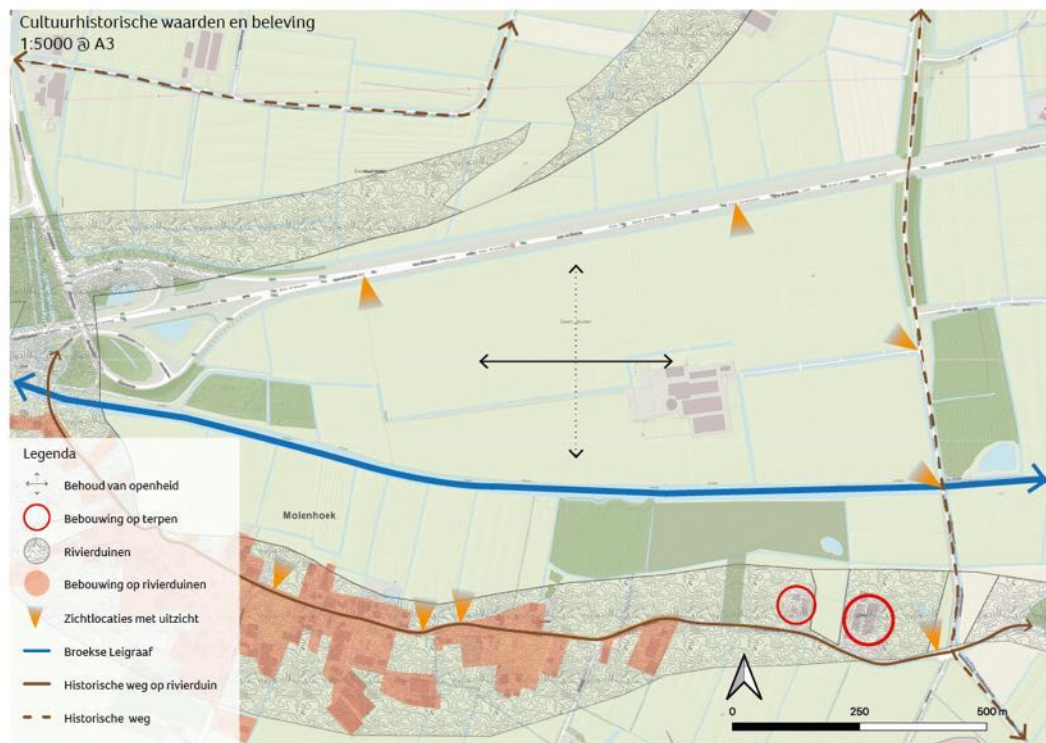 Cultuurhistorische waarden en beleving
1:5000 @ A3
Molenhoek
Legenda
Behoud van openheid
Bebouwing op terpen
Rivierduinen
Bebouwing op rivierduinen
Zichtlocaties met uitzicht
Broekse Leigraaf
Historische weg op rivierduin
Historische weg
0 250 500 m